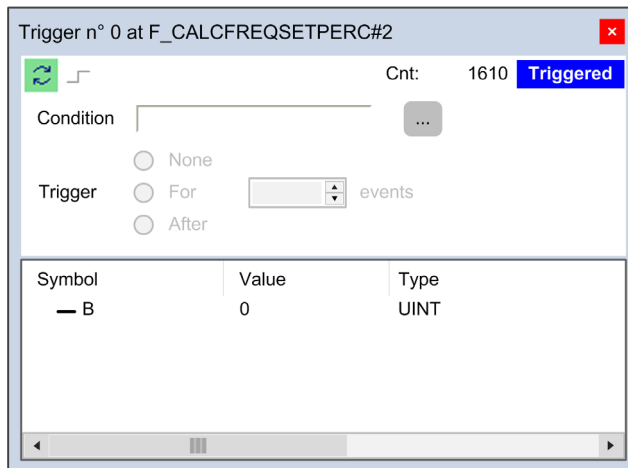 Trigger n° 0 at F_CALCFREQSETPERC#2
Cnt: 1610 Triggered
Condition ...
None
Trigger For events
After
Symbol Value Type
B 0 UINT